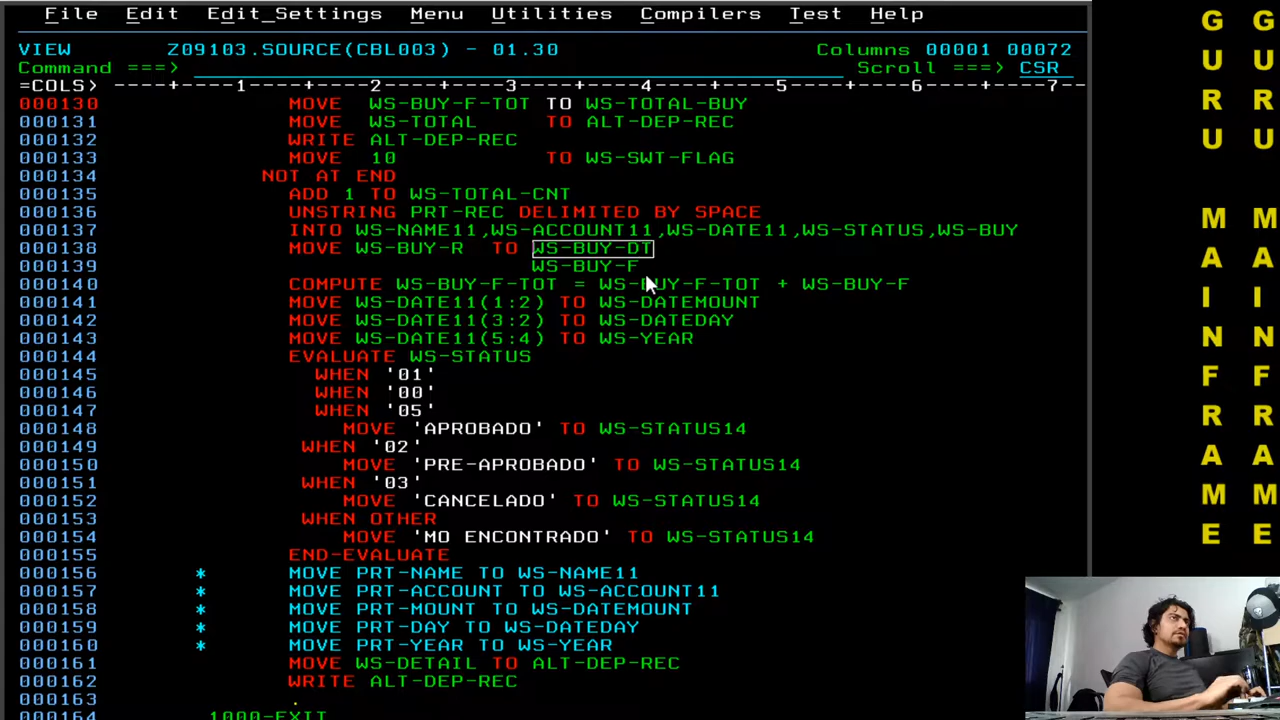 File Edit Edit_Settings Menu Utilities Compilers Test Help
VIEW Z09103.SOURCE(CBL003) - 01.30 Columns 00001 00072
Command ===> Scroll ===> CSR
=COLS> ----+----1----+----2----+----3----+----4----+----5----+----6----+----7--
000130 MOVE WS-BUY-F-TOT TO WS-TOTAL-BUY
000131 MOVE WS-TOTAL TO ALT-DEP-REC
000132 WRITE ALT-DEP-REC
000133 MOVE 10 TO WS-SWT-FLAG
000134 NOT AT END
000135 ADD 1 TO WS-TOTAL-CNT
000136 UNSTRING PRT-REC DELIMITED BY SPACE
000137 INTO WS-NAME11,WS-ACCOUNT11,WS-DATE11,WS-STATUS,WS-BUY
000138 MOVE WS-BUY-R TO WS-BUY-DT
000139 WS-BUY-F
000140 COMPUTE WS-BUY-F-TOT = WS-BUY-F-TOT + WS-BUY-F
000141 MOVE WS-DATE11(1:2) TO WS-DATEMOUNT
000142 MOVE WS-DATE11(3:2) TO WS-DATEDAY
000143 MOVE WS-DATE11(5:4) TO WS-YEAR
000144 EVALUATE WS-STATUS
000145 WHEN '01'
000146 WHEN '00'
000147 WHEN '05'
000148 MOVE 'APROBADO' TO WS-STATUS14
000149 WHEN '02'
000150 MOVE 'PRE-APROBADO' TO WS-STATUS14
000151 WHEN '03'
000152 MOVE 'CANCELADO' TO WS-STATUS14
000153 WHEN OTHER
000154 MOVE 'MO ENCONTRADO' TO WS-STATUS14
000155 END-EVALUATE
000156 * MOVE PRT-NAME TO WS-NAME11
000157 * MOVE PRT-ACCOUNT TO WS-ACCOUNT11
000158 * MOVE PRT-MOUNT TO WS-DATEMOUNT
000159 * MOVE PRT-DAY TO WS-DATEDAY
000160 * MOVE PRT-YEAR TO WS-YEAR
000161 MOVE WS-DETAIL TO ALT-DEP-REC
000162 WRITE ALT-DEP-REC
000163 .
000164 1000-EXIT
GURU MAINFRAME
GURU MAINFRAME